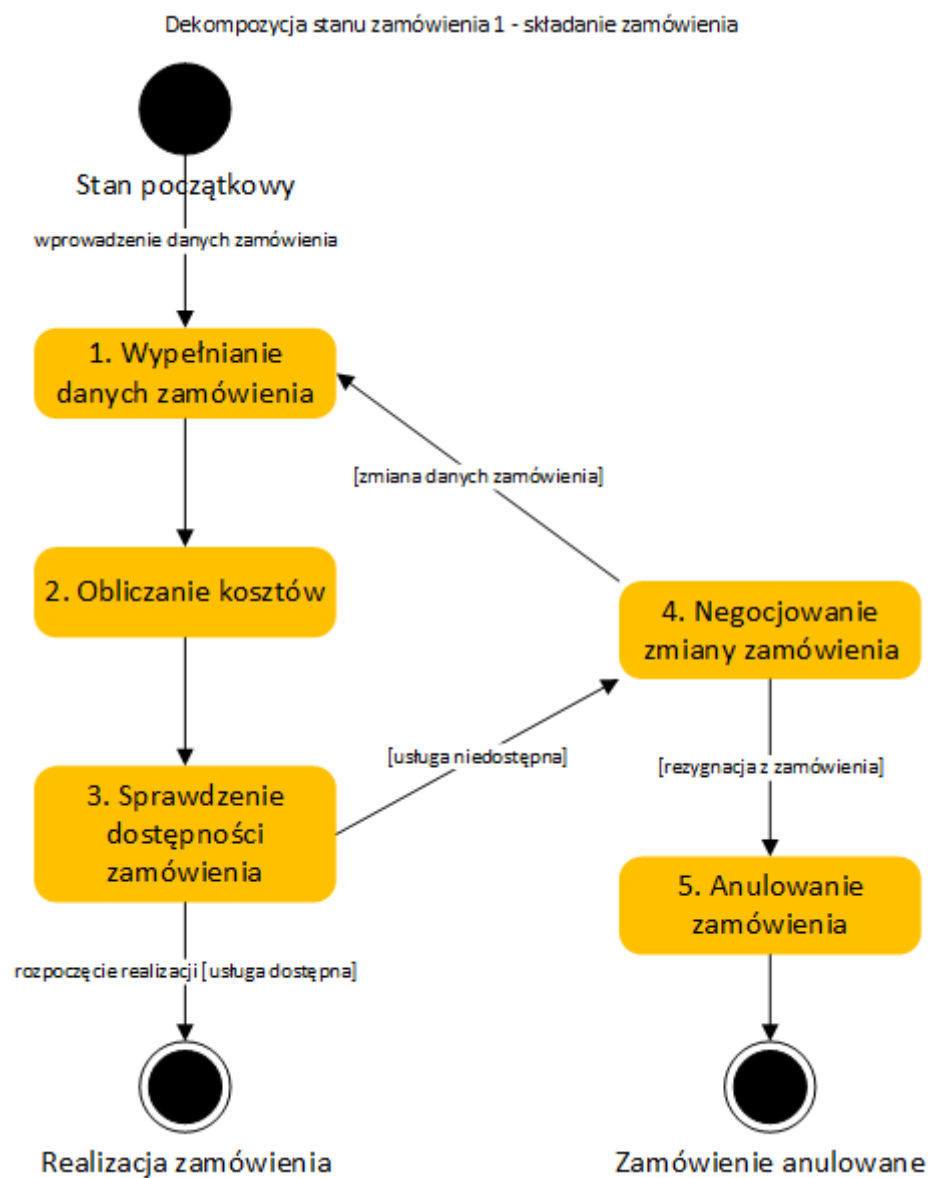 Dekompozycja stanu zamówienia 1 - składanie zamówienia
Stan początkowy
wprowadzenie danych zamówienia
1. Wypełnianie
danych zamówienia
[zmiana danych zamówienia]
2. Obliczanie kosztów
4. Negocjowanie
zmiany zamówienia
[usługa niedostępna]
[rezygnacja z zamówienia]
3. Sprawdzenie
dostępności
zamówienia
5. Anulowanie
zamówienia
rozpoczęcie realizacji [usługa dostępna]
Realizacja zamówienia
Zamówienie anulowane